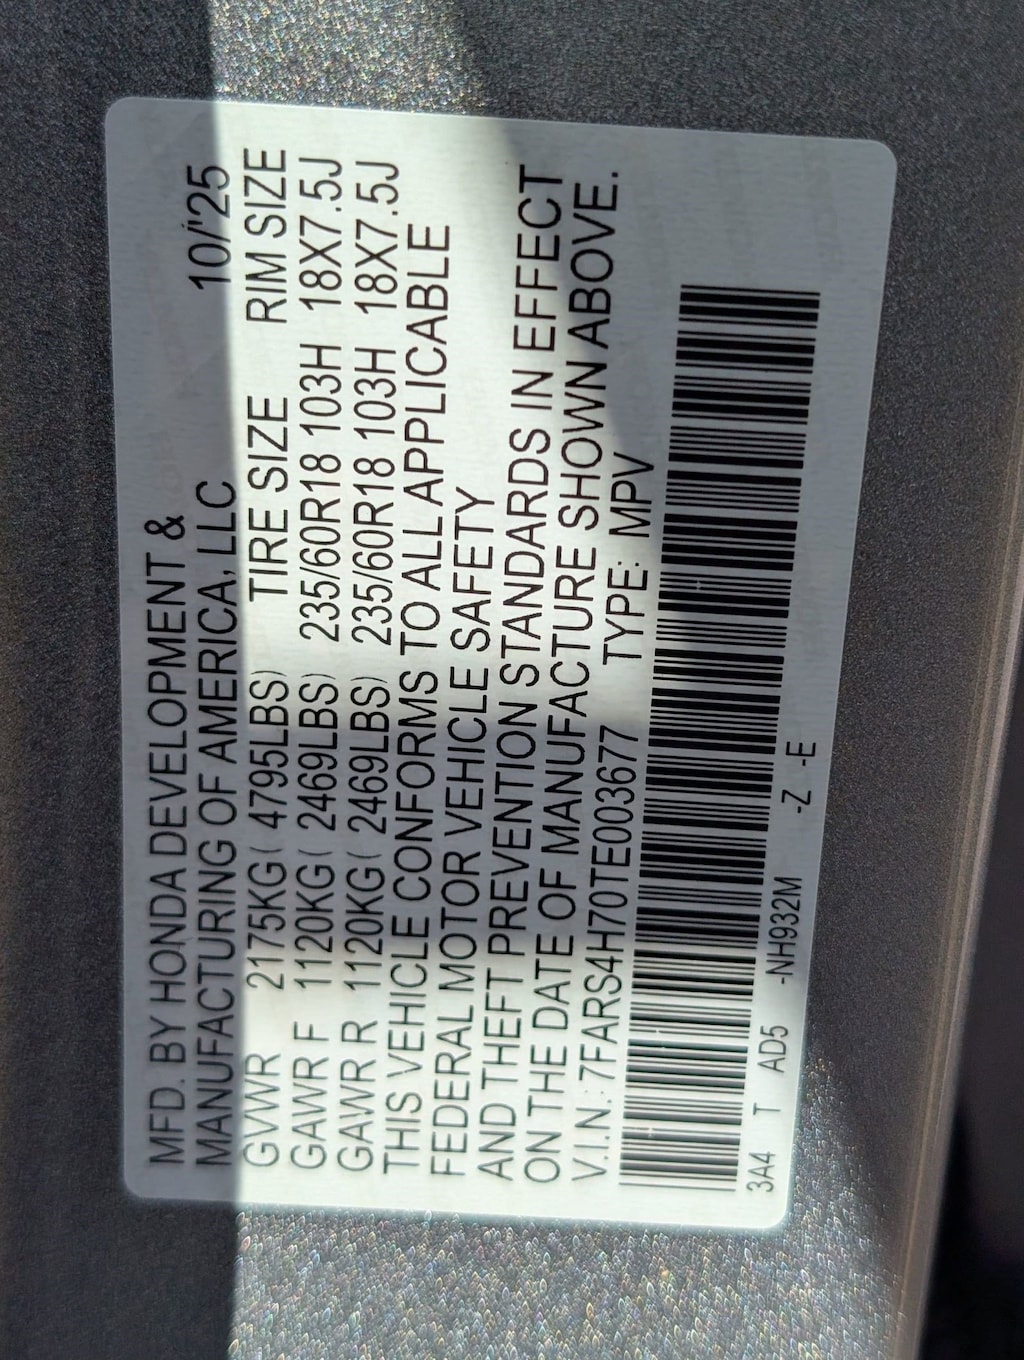 MFD. BY HONDA DEVELOPMENT &
MANUFACTURING OF AMERICA, LLC 10/'25
GVWR 2175KG( 4795LBS) TIRE SIZE RIM SIZE
GAWR F 1120KG( 2469LBS) 235/60R18 103H 18X7.5J
GAWR R 1120KG( 2469LBS) 235/60R18 103H 18X7.5J
THIS VEHICLE CONFORMS TO ALL APPLICABLE
FEDERAL MOTOR VEHICLE SAFETY
AND THEFT PREVENTION STANDARDS IN EFFECT
ON THE DATE OF MANUFACTURE SHOWN ABOVE.
V.I.N.: 7FARS4H70TE003677 TYPE: MPV
3A4 T AD5 -NH932M -Z -E